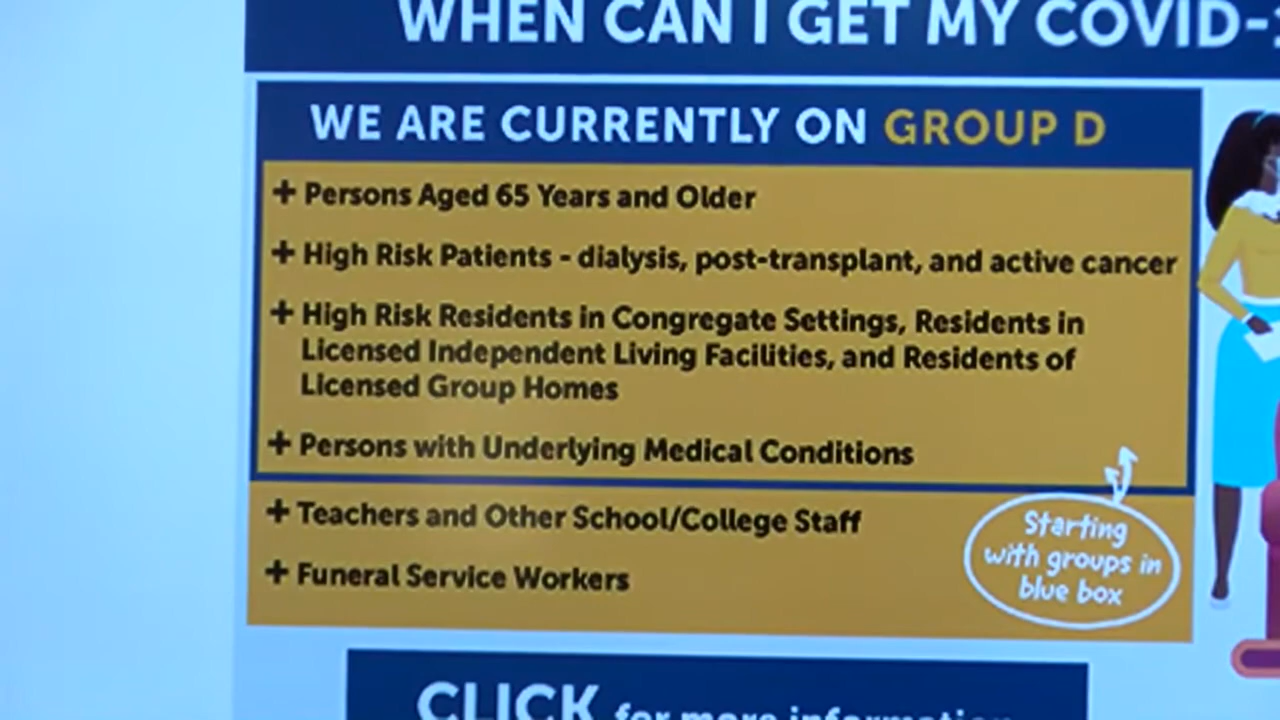 WHEN CAN I GET MY COVID-
WE ARE CURRENTLY ON GROUP D
+ Persons Aged 65 Years and Older
+ High Risk Patients - dialysis, post-transplant, and active cancer
+ High Risk Residents in Congregate Settings, Residents in
Licensed Independent Living Facilities, and Residents of
Licensed Group Homes
+ Persons with Underlying Medical Conditions
+ Teachers and Other School/College Staff
+ Funeral Service Workers
Starting
with groups in
blue box
CLICK for more information